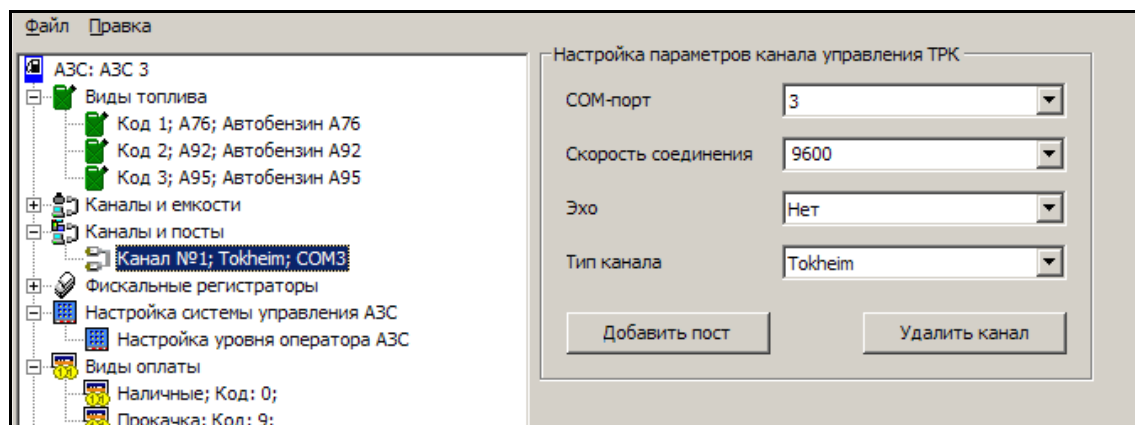 Файл Правка
АЗС: АЗС 3
Виды топлива
Код 1; А76; Автобензин А76
Код 2; А92; Автобензин А92
Код 3; А95; Автобензин А95
Каналы и емкости
Каналы и посты
Канал №1; Tokheim; COM3
Фискальные регистраторы
Настройка системы управления АЗС
Настройка уровня оператора АЗС
Виды оплаты
Наличные; Код: 0;
Прокачка; Код: 9;
Настройка параметров канала управления ТРК
COM-порт 3
Скорость соединения 9600
Эхо Нет
Тип канала Tokheim
Добавить пост Удалить канал